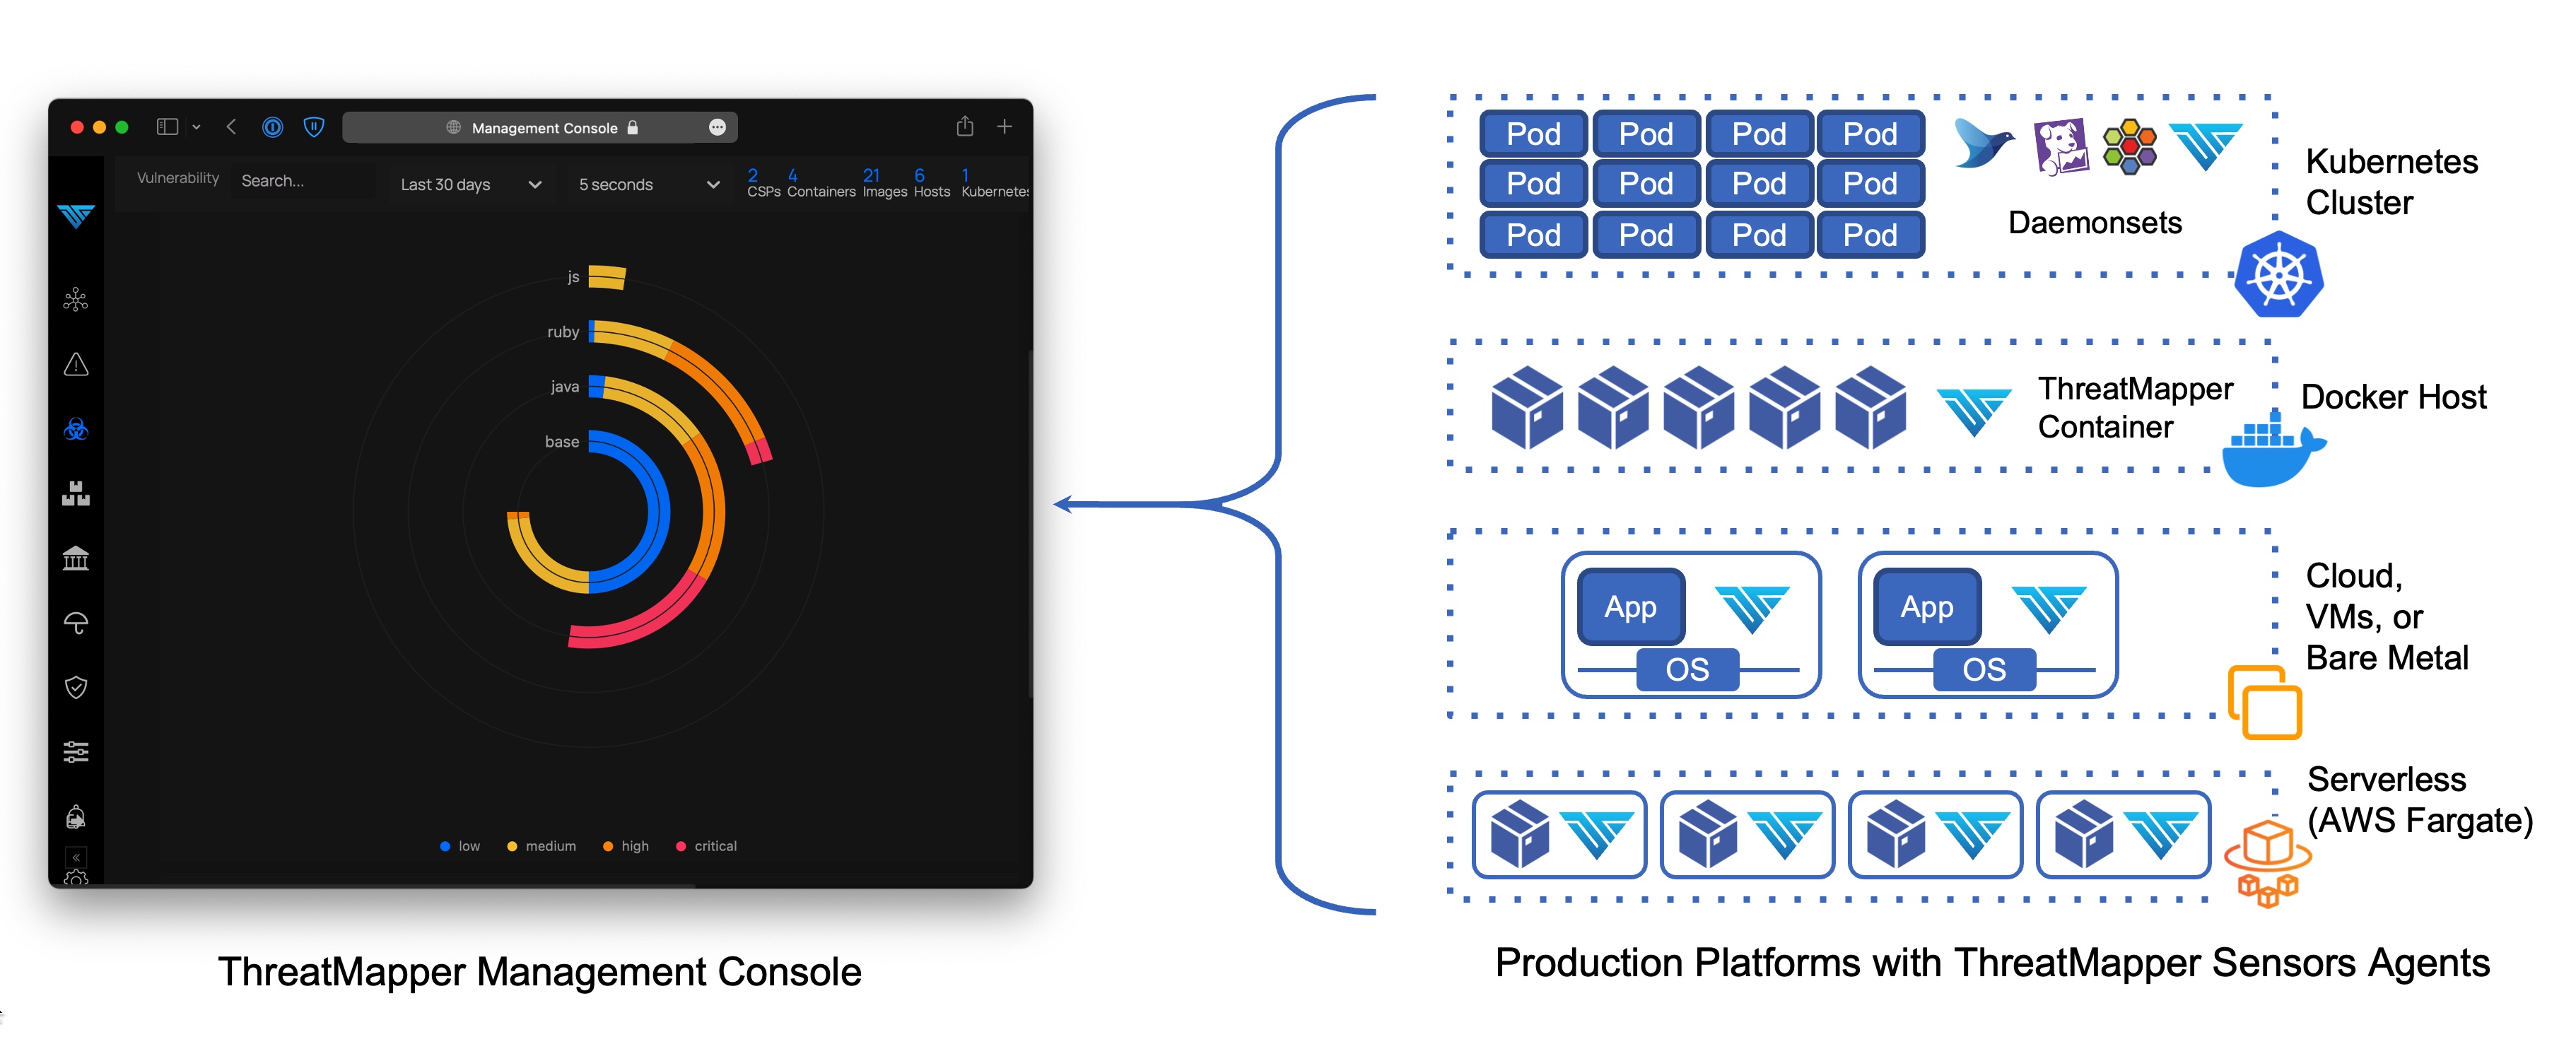 Management Console
Vulnerability
Search...
Last 30 days
5 seconds
2 4 21 6 1
CSPs Containers Images Hosts Kubernetes
js
ruby
java
base
low medium high critical
ThreatMapper Management Console
Pod Pod Pod Pod
Pod Pod Pod Pod
Pod Pod Pod Pod
Daemonsets
Kubernetes
Cluster
ThreatMapper
Container
Docker Host
App App
OS OS
Cloud,
VMs, or
Bare Metal
Serverless
(AWS Fargate)
Production Platforms with ThreatMapper Sensors Agents